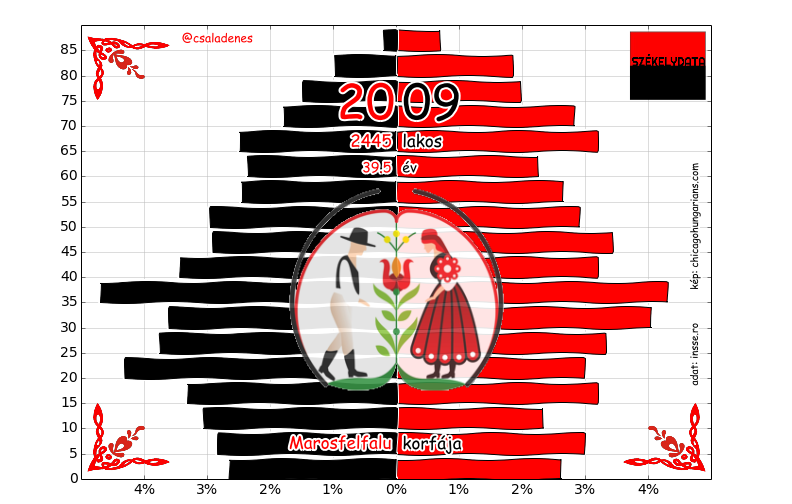 @csaladenes
SZÉKELYDATA
2009
2445 lakos
39.5 év
kép: chicagohungarians.com
adat: insse.ro
Marosfelfalu korfája
85
80
75
70
65
60
55
50
45
40
35
30
25
20
15
10
5
0
4% 3% 2% 1% 0% 1% 2% 3% 4%